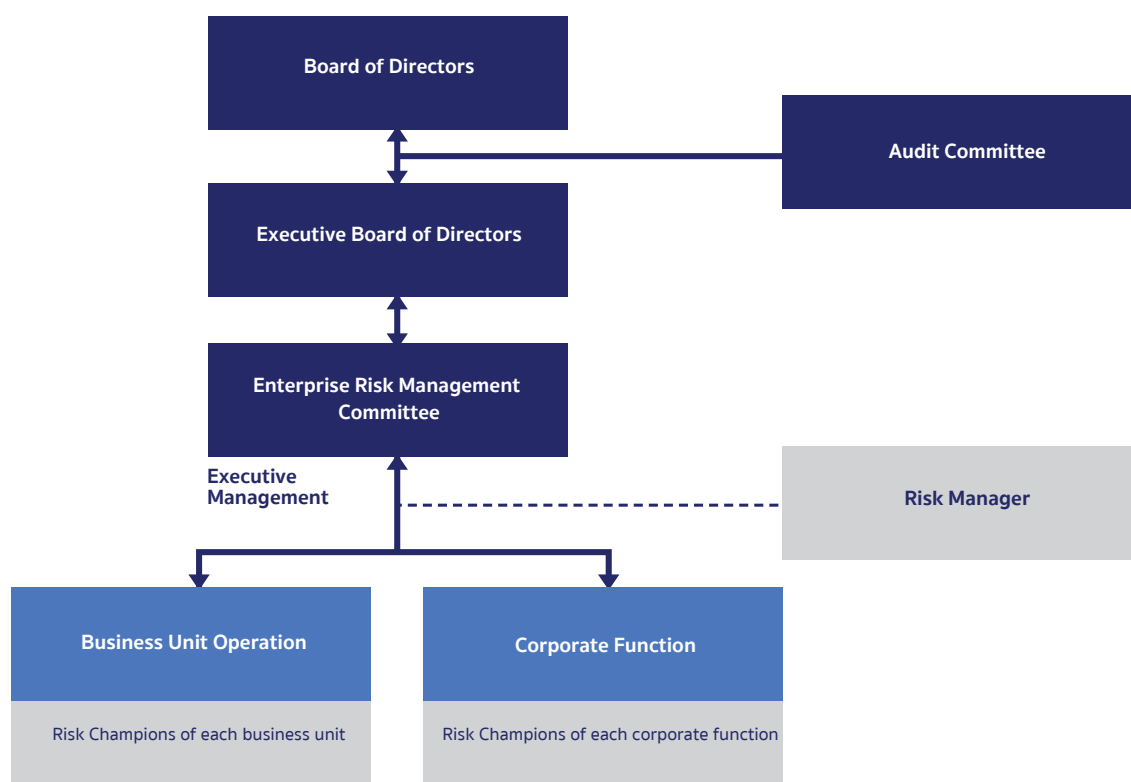 Board of Directors
Audit Committee
Executive Board of Directors
Enterprise Risk Management
Committee
Executive
Management
Risk Manager
Business Unit Operation
Corporate Function
Risk Champions of each business unit
Risk Champions of each corporate function